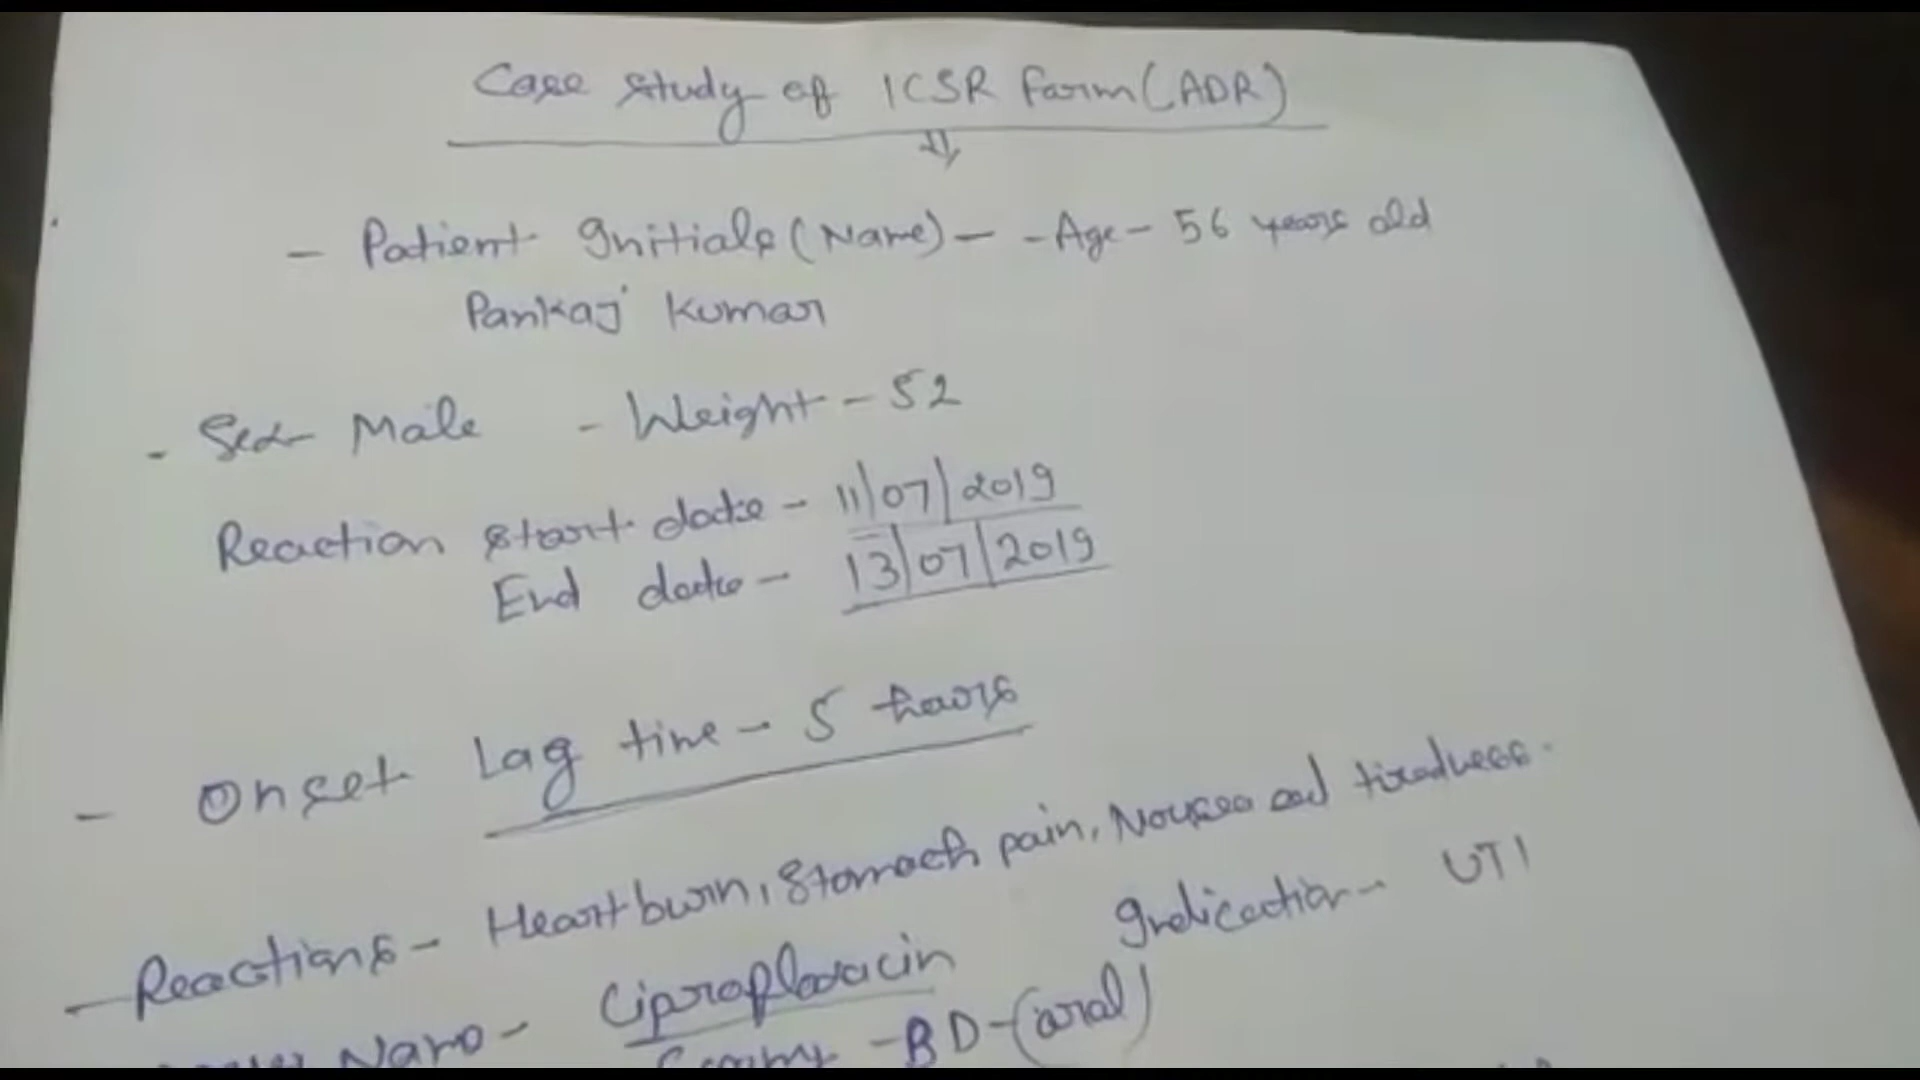 Case study of ICSR form (ADR)
- Patient Initials (Name) - - Age - 56 years old
Pankaj Kumar
- Sex Male - Weight - 52
Reaction start date - 11/07/2019
End date - 13/07/2019
- Onset Lag time - 5 hours
- Reactions - Heartburn, Stomach pain, Nausea and tiredness.
Indication - UTI
Name - Ciprofloxacin
- BD - (oral)